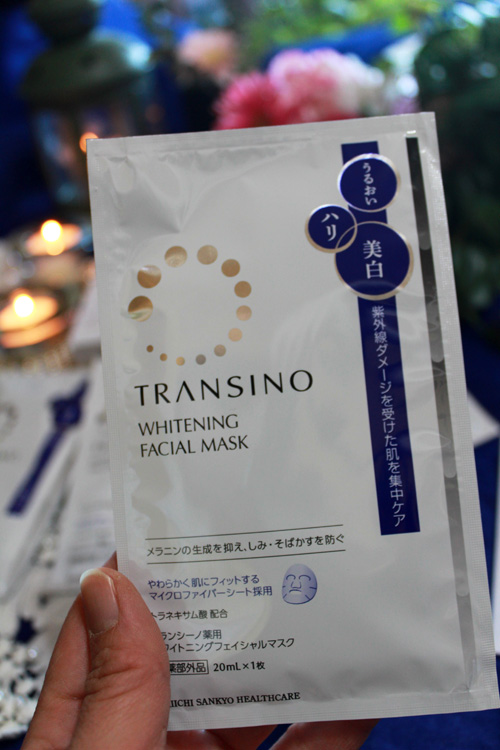 うるおい
ハリ
美白
紫外線ダメージを受けた肌を集中ケア
TRANSINO
WHITENING
FACIAL MASK
メラニンの生成を抑え、しみ・そばかすを防ぐ
やわらかく肌にフィットする
マイクロファイバーシート採用
トラネキサム酸 配合
ランシーノ薬用
ワイトニングフェイシャルマスク
薬部外品 20mL×1枚
IICHI SANKYO HEALTHCARE